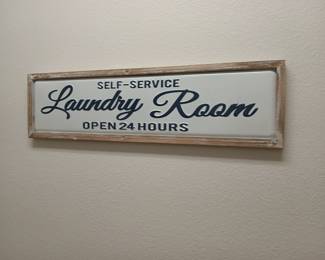 SELF-SERVICE
Laundry Room
OPEN 24 HOURS